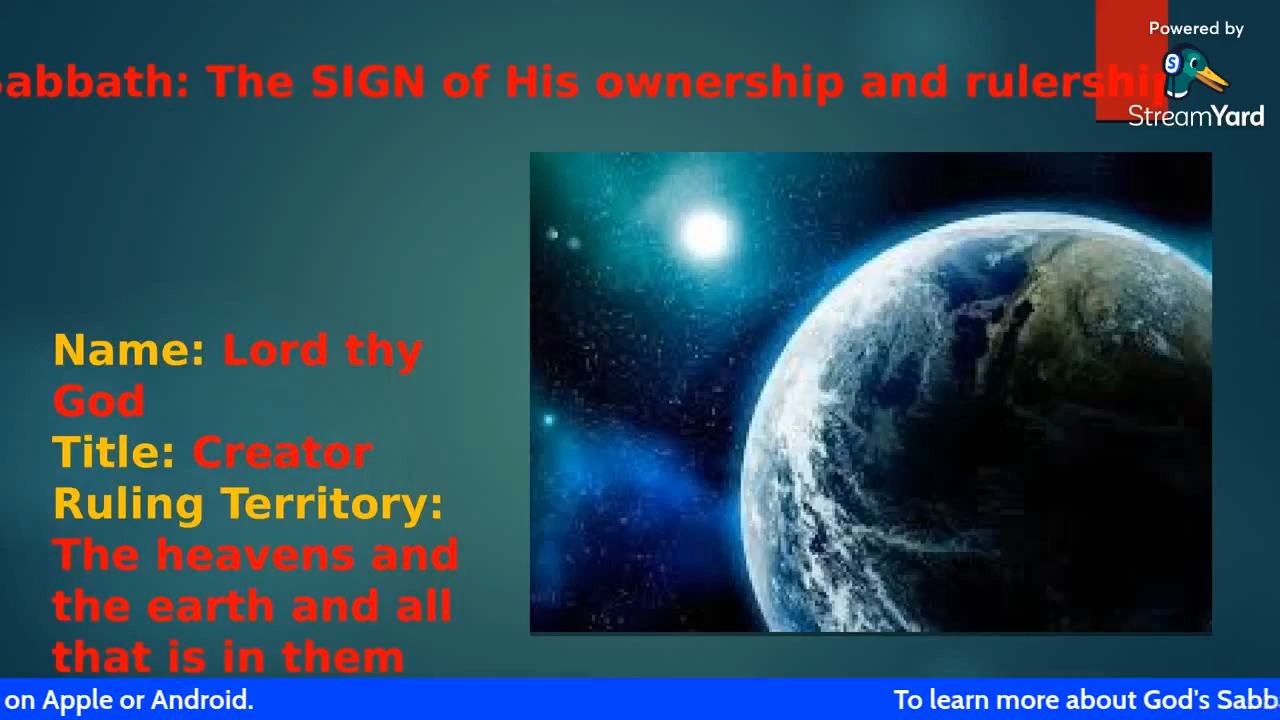 Powered by
StreamYard
abbath: The SIGN of His ownership and rulership
Name: Lord thy
God
Title: Creator
Ruling Territory:
The heavens and
the earth and all
that is in them
on Apple or Android.
To learn more about God's Sabb